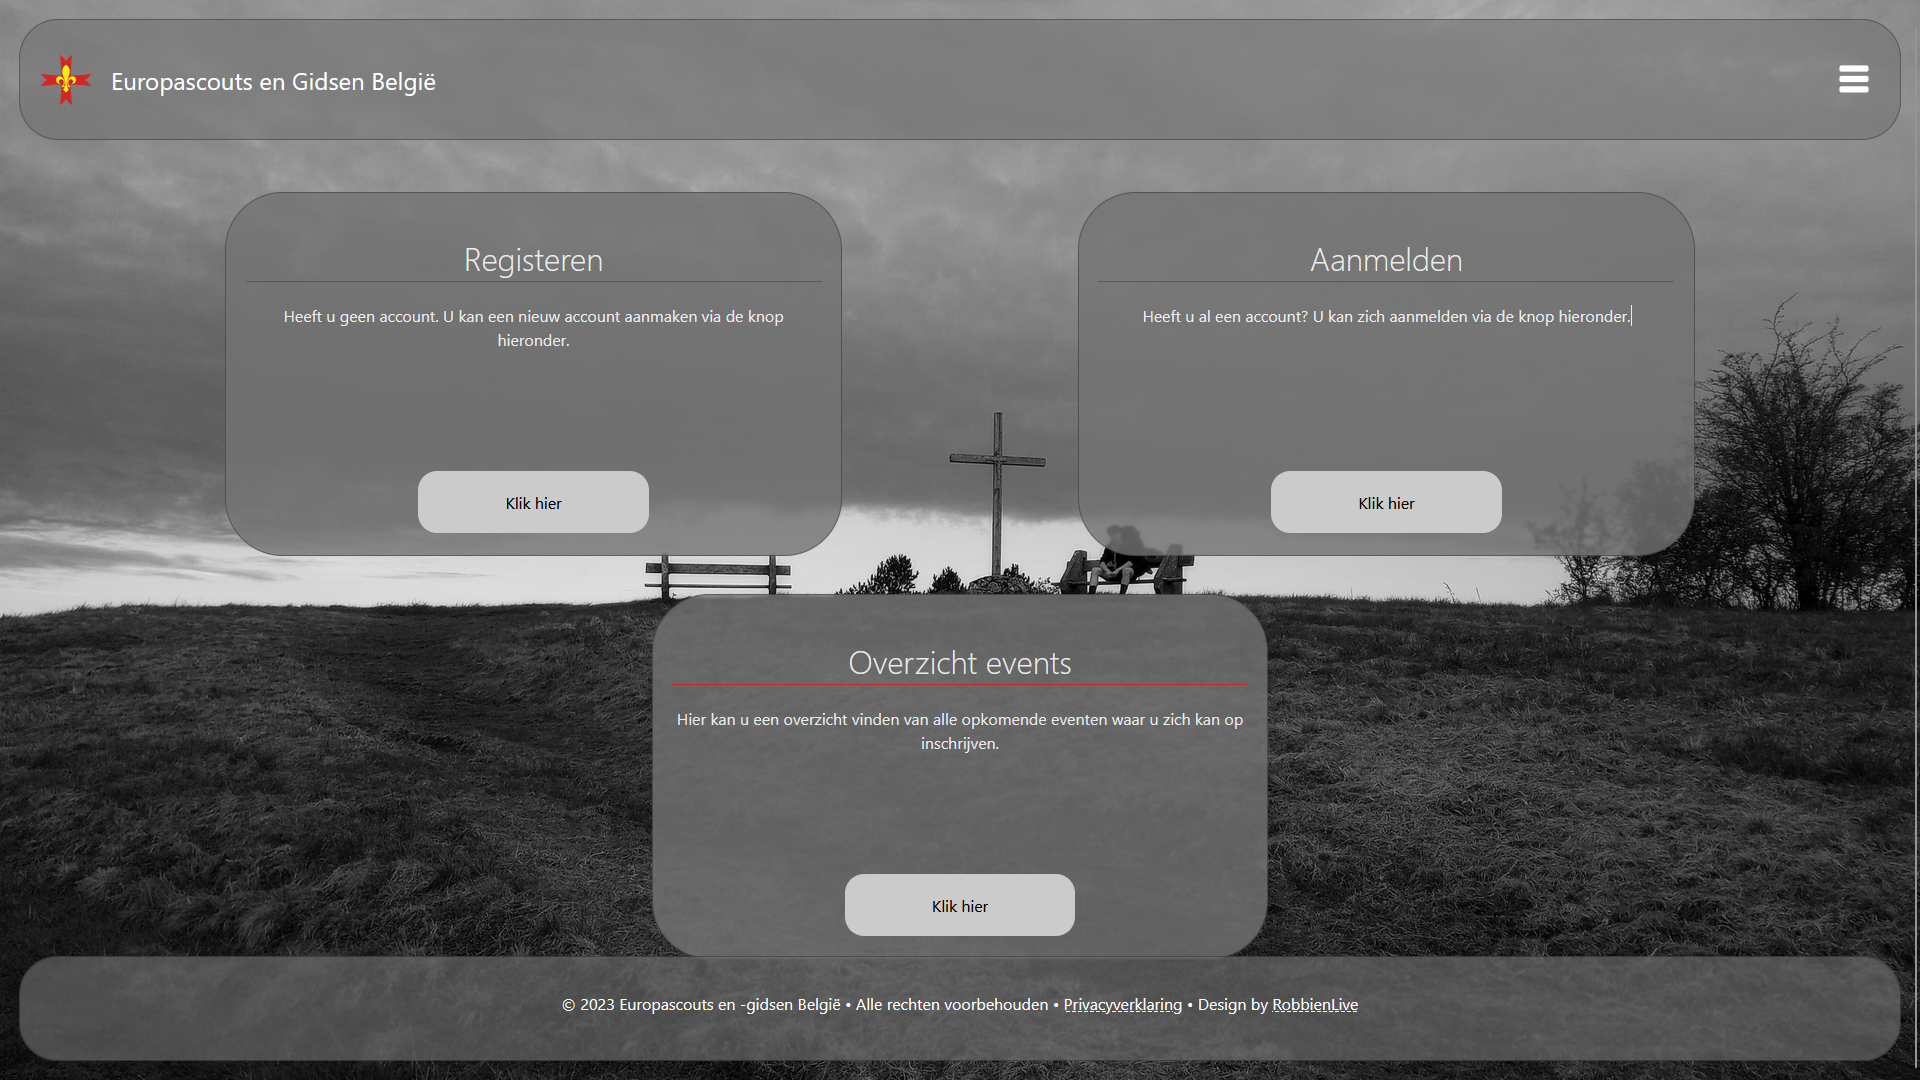 Europascouts en Gidsen België
Registeren
Heeft u geen account. U kan een nieuw account aanmaken via de knop
hieronder.
Klik hier
Aanmelden
Heeft u al een account? U kan zich aanmelden via de knop hieronder.
Klik hier
Overzicht events
Hier kan u een overzicht vinden van alle opkomende eventen waar u zich kan op
inschrijven.
Klik hier
© 2023 Europascouts en -gidsen België • Alle rechten voorbehouden • Privacyverklaring • Design by RobbienLive